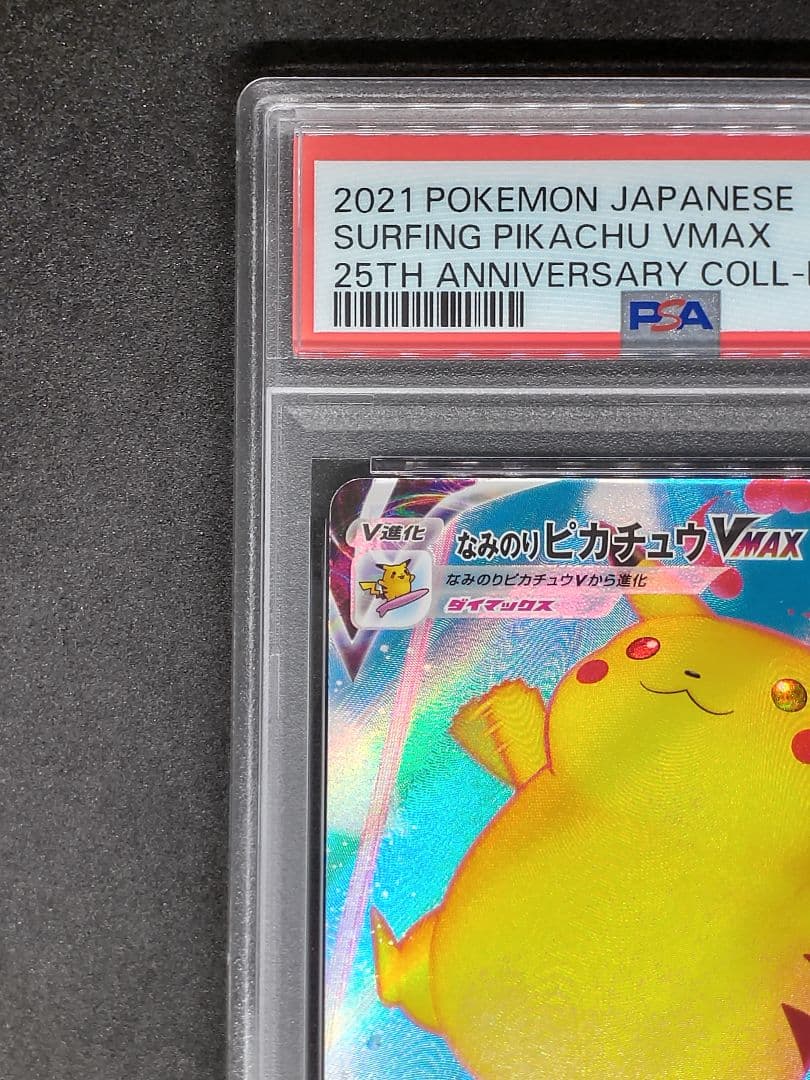 2021 POKEMON JAPANESE
SURFING PIKACHU VMAX
25TH ANNIVERSARY COLL-
PSA
V進化
なみのりピカチュウVMAX
なみのりピカチュウVから進化
ダイマックス